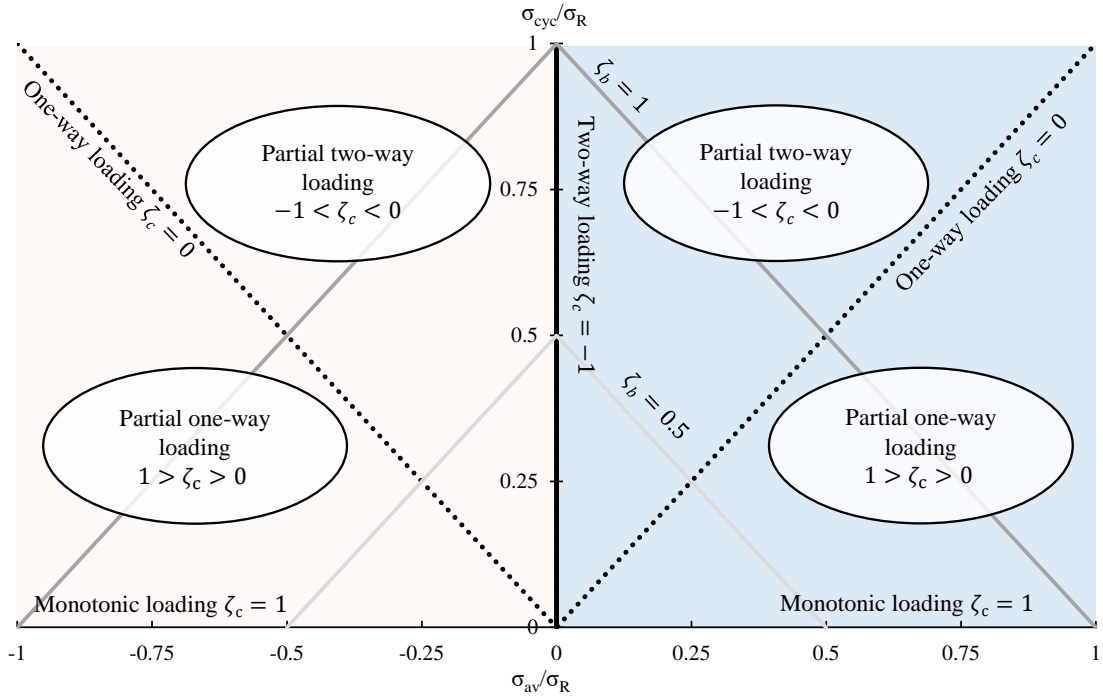 σcyc/σR
1
ζb = 1
One-way loading ζc = 0
Partial two-way
loading
−1 < ζc < 0
Two-way loading ζc = −1
Partial two-way
loading
−1 < ζc < 0
One-way loading ζc = 0
0.75
0.5
ζb = 0.5
Partial one-way
loading
1 > ζc > 0
0.25
Partial one-way
loading
1 > ζc > 0
Monotonic loading ζc = 1
0
Monotonic loading ζc = 1
-1
-0.75
-0.5
-0.25
0
0.25
0.5
0.75
1
σav/σR